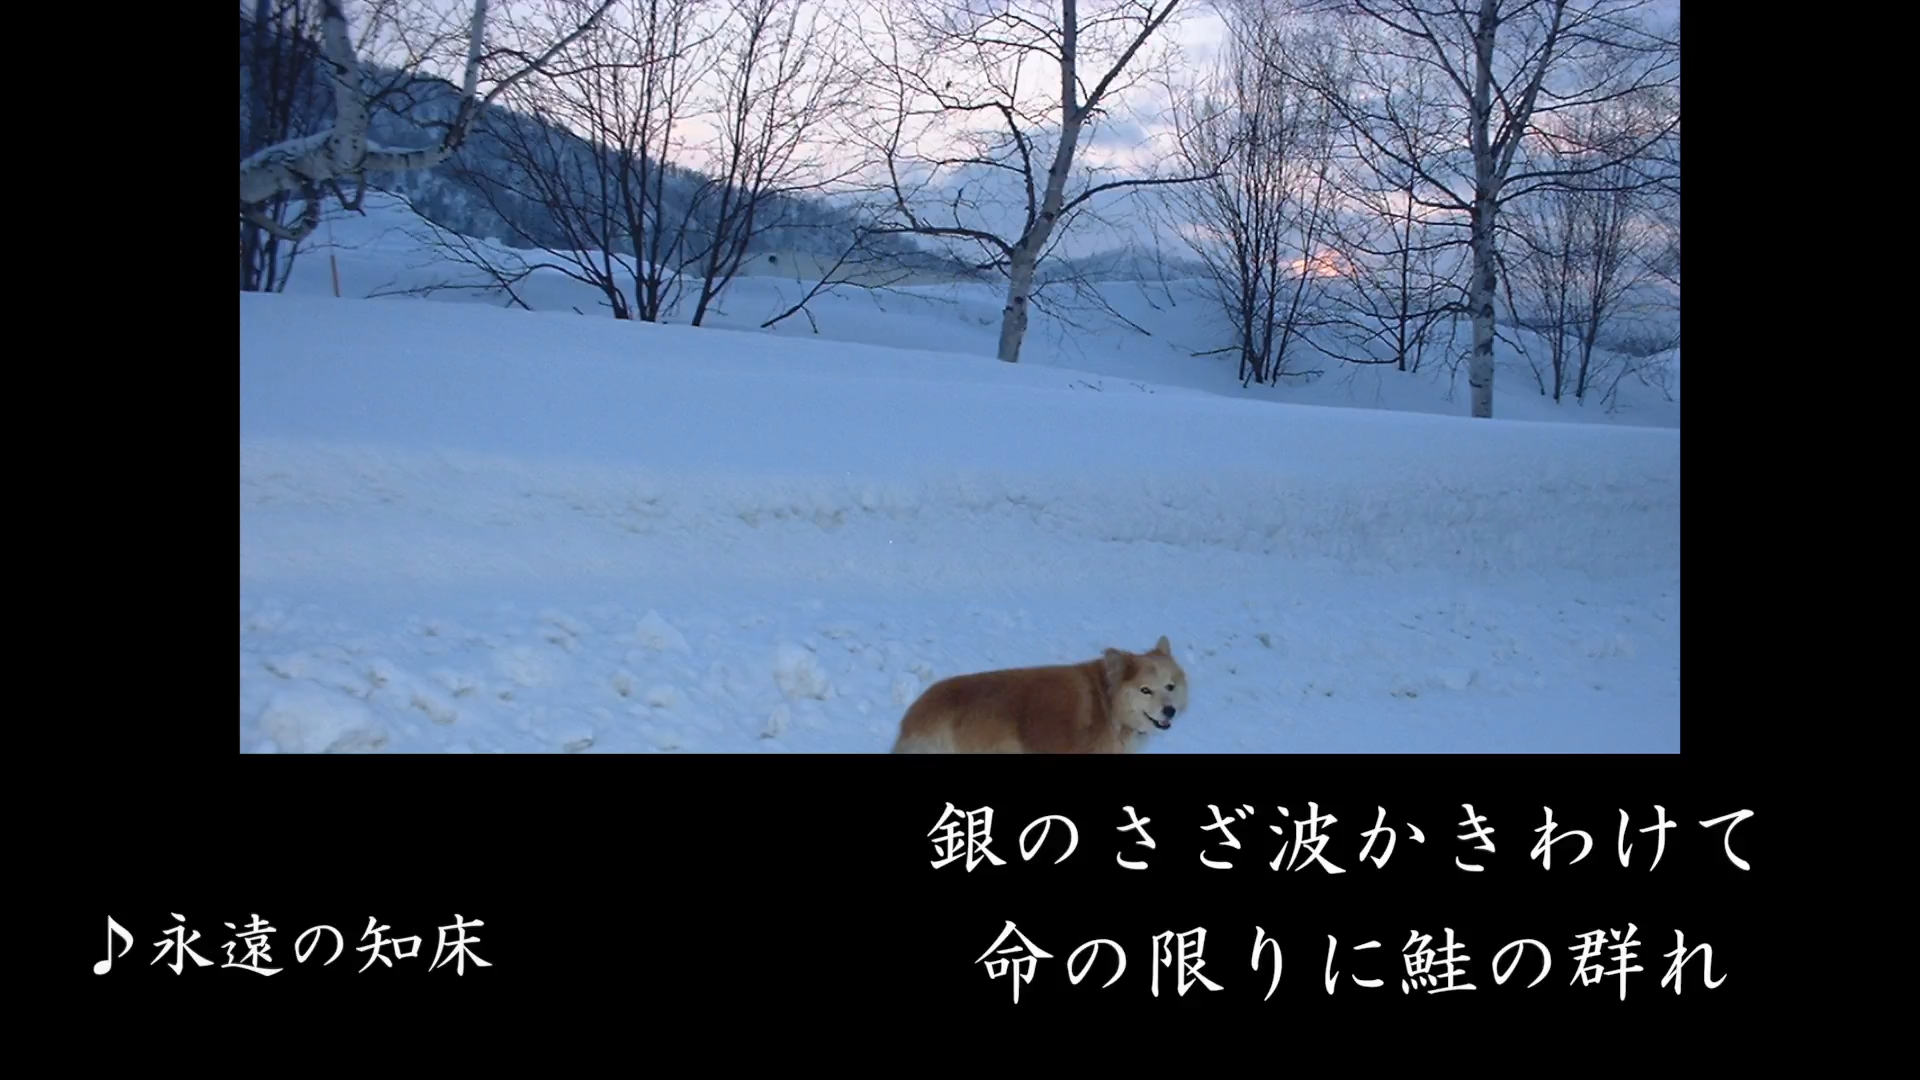 銀のさざ波かきわけて
命の限りに鮭の群れ
♪永遠の知床